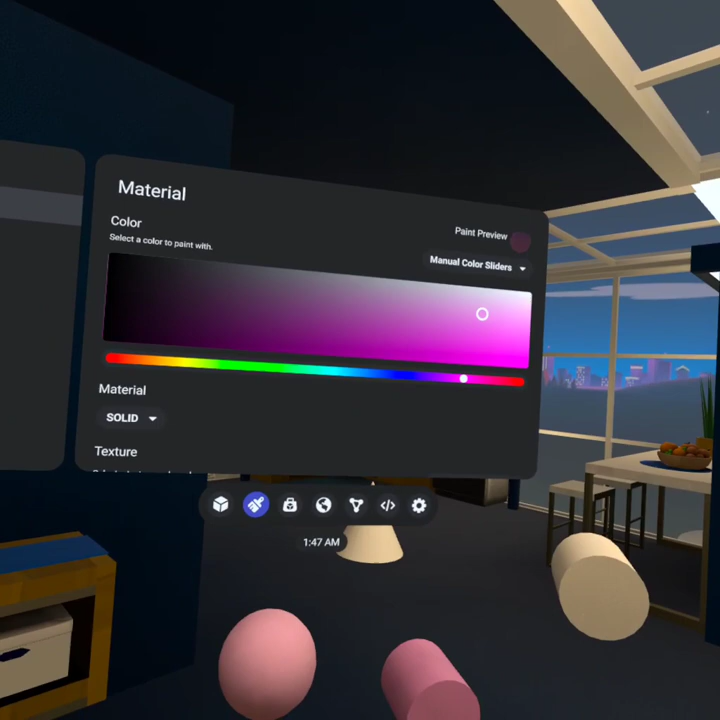 Material
Color
Select a color to paint with.
Paint Preview
Manual Color Sliders
Material
SOLID
Texture
1:47 AM